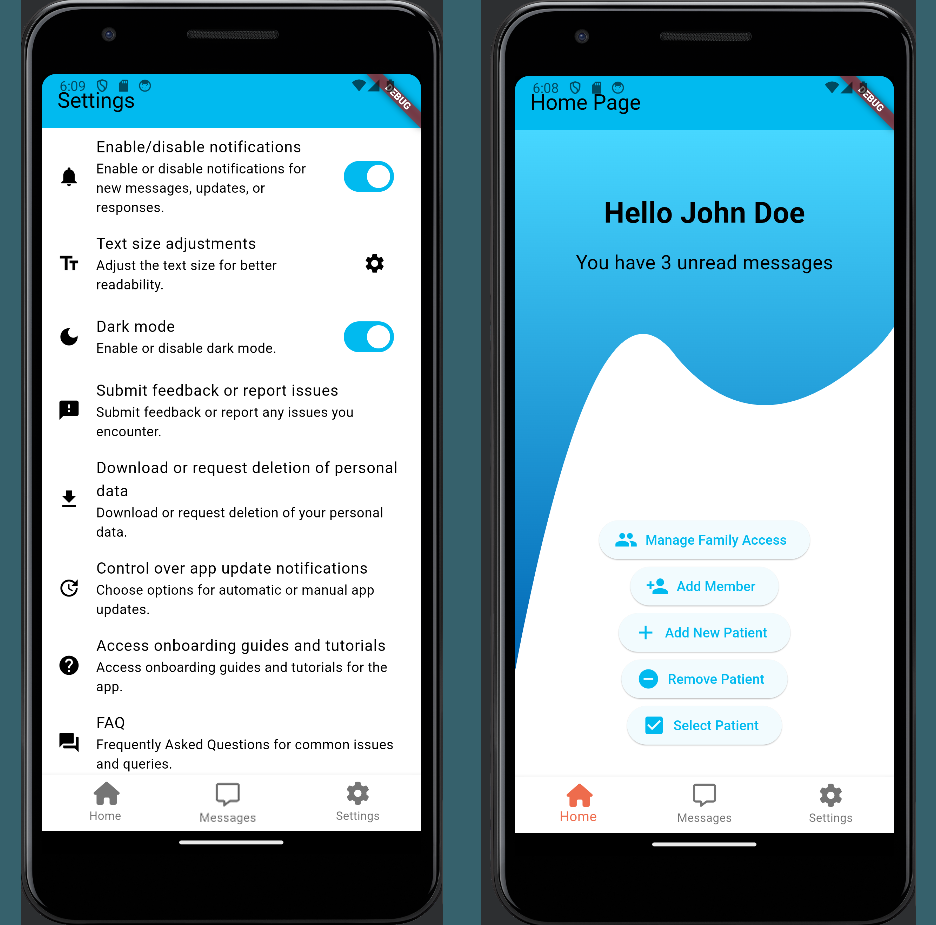 6:09
DEBUG
Settings
Enable/disable notifications
Enable or disable notifications for
new messages, updates, or
responses.
Text size adjustments
Adjust the text size for better
readability.
Dark mode
Enable or disable dark mode.
Submit feedback or report issues
Submit feedback or report any issues you
encounter.
Download or request deletion of personal
data
Download or request deletion of your personal
data.
Control over app update notifications
Choose options for automatic or manual app
updates.
Access onboarding guides and tutorials
Access onboarding guides and tutorials for the
app.
FAQ
Frequently Asked Questions for common issues
and queries.
Home
Messages
Settings
6:08
DEBUG
Home Page
Hello John Doe
You have 3 unread messages
Manage Family Access
Add Member
Add New Patient
Remove Patient
Select Patient
Home
Messages
Settings